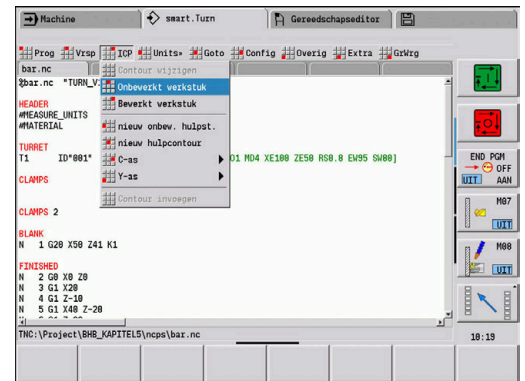 Machine
smart.Turn
Gereedschapseditor
Prog Vrsp ICP Units» Goto Config Overig Extra GrWrg
bar.nc
%bar.nc "TURN_V
HEADER
#MEASURE_UNITS
#MATERIAL
TURRET
T1 ID"001" O1 MD4 XE100 ZE50 RS0.8 EW95 SW80]
CLAMPS
CLAMPS 2
BLANK
N 1 G20 X50 Z41 K1
FINISHED
N 2 G0 X0 Z0
N 3 G1 X20
N 4 G1 Z-10
N 5 G1 X40 Z-20
Contour wijzigen
Onbewerkt werkstuk
Bewerkt werkstuk
nieuw onbew. hulpst.
nieuw hulpcontour
C-as
Y-as
Contour invoegen
TNC:\Project\BHB_KAPITEL5\ncps\bar.nc
END PGM
OFF
UIT AAN
M07
UIT
M08
UIT
10:19